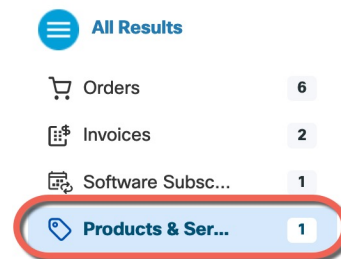 All Results
Orders 6
Invoices 2
Software Subsc... 1
Products & Ser... 1